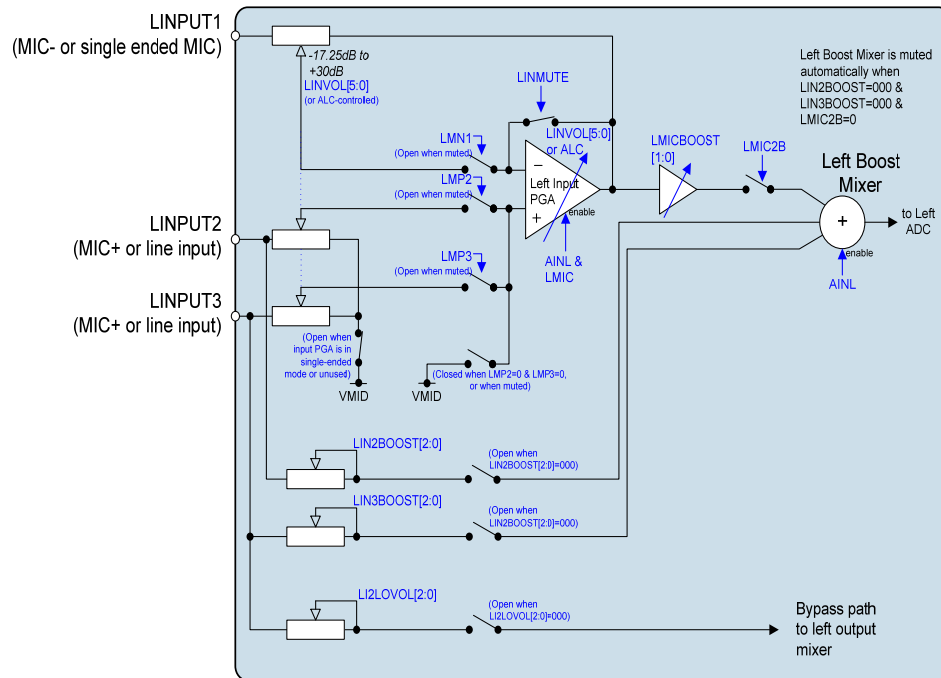 LINPUT1
(MIC- or single ended MIC)
-17.25dB to
+30dB
LINVOL[5:0]
(or ALC-controlled)
LINMUTE
Left Boost Mixer is muted
automatically when
LIN2BOOST=000 &
LIN3BOOST=000 &
LMIC2B=0
LMN1
(Open when muted)
LINVOL[5:0]
or ALC
LMICBOOST
[1:0]
LMIC2B
Left Boost
Mixer
LMP2
(Open when muted)
−
Left Input
PGA
+
enable
+
enable
to Left
ADC
LINPUT2
(MIC+ or line input)
AINL &
LMIC
AINL
LMP3
(Open when muted)
LINPUT3
(MIC+ or line input)
(Open when
input PGA is in
single-ended
mode or unused)
VMID
VMID
(Closed when LMP2=0 & LMP3=0,
or when muted)
LIN2BOOST[2:0]
(Open when
LIN2BOOST[2:0]=000)
LIN3BOOST[2:0]
(Open when
LIN2BOOST[2:0]=000)
LI2LOVOL[2:0]
(Open when
LI2LOVOL[2:0]=000)
Bypass path
to left output
mixer